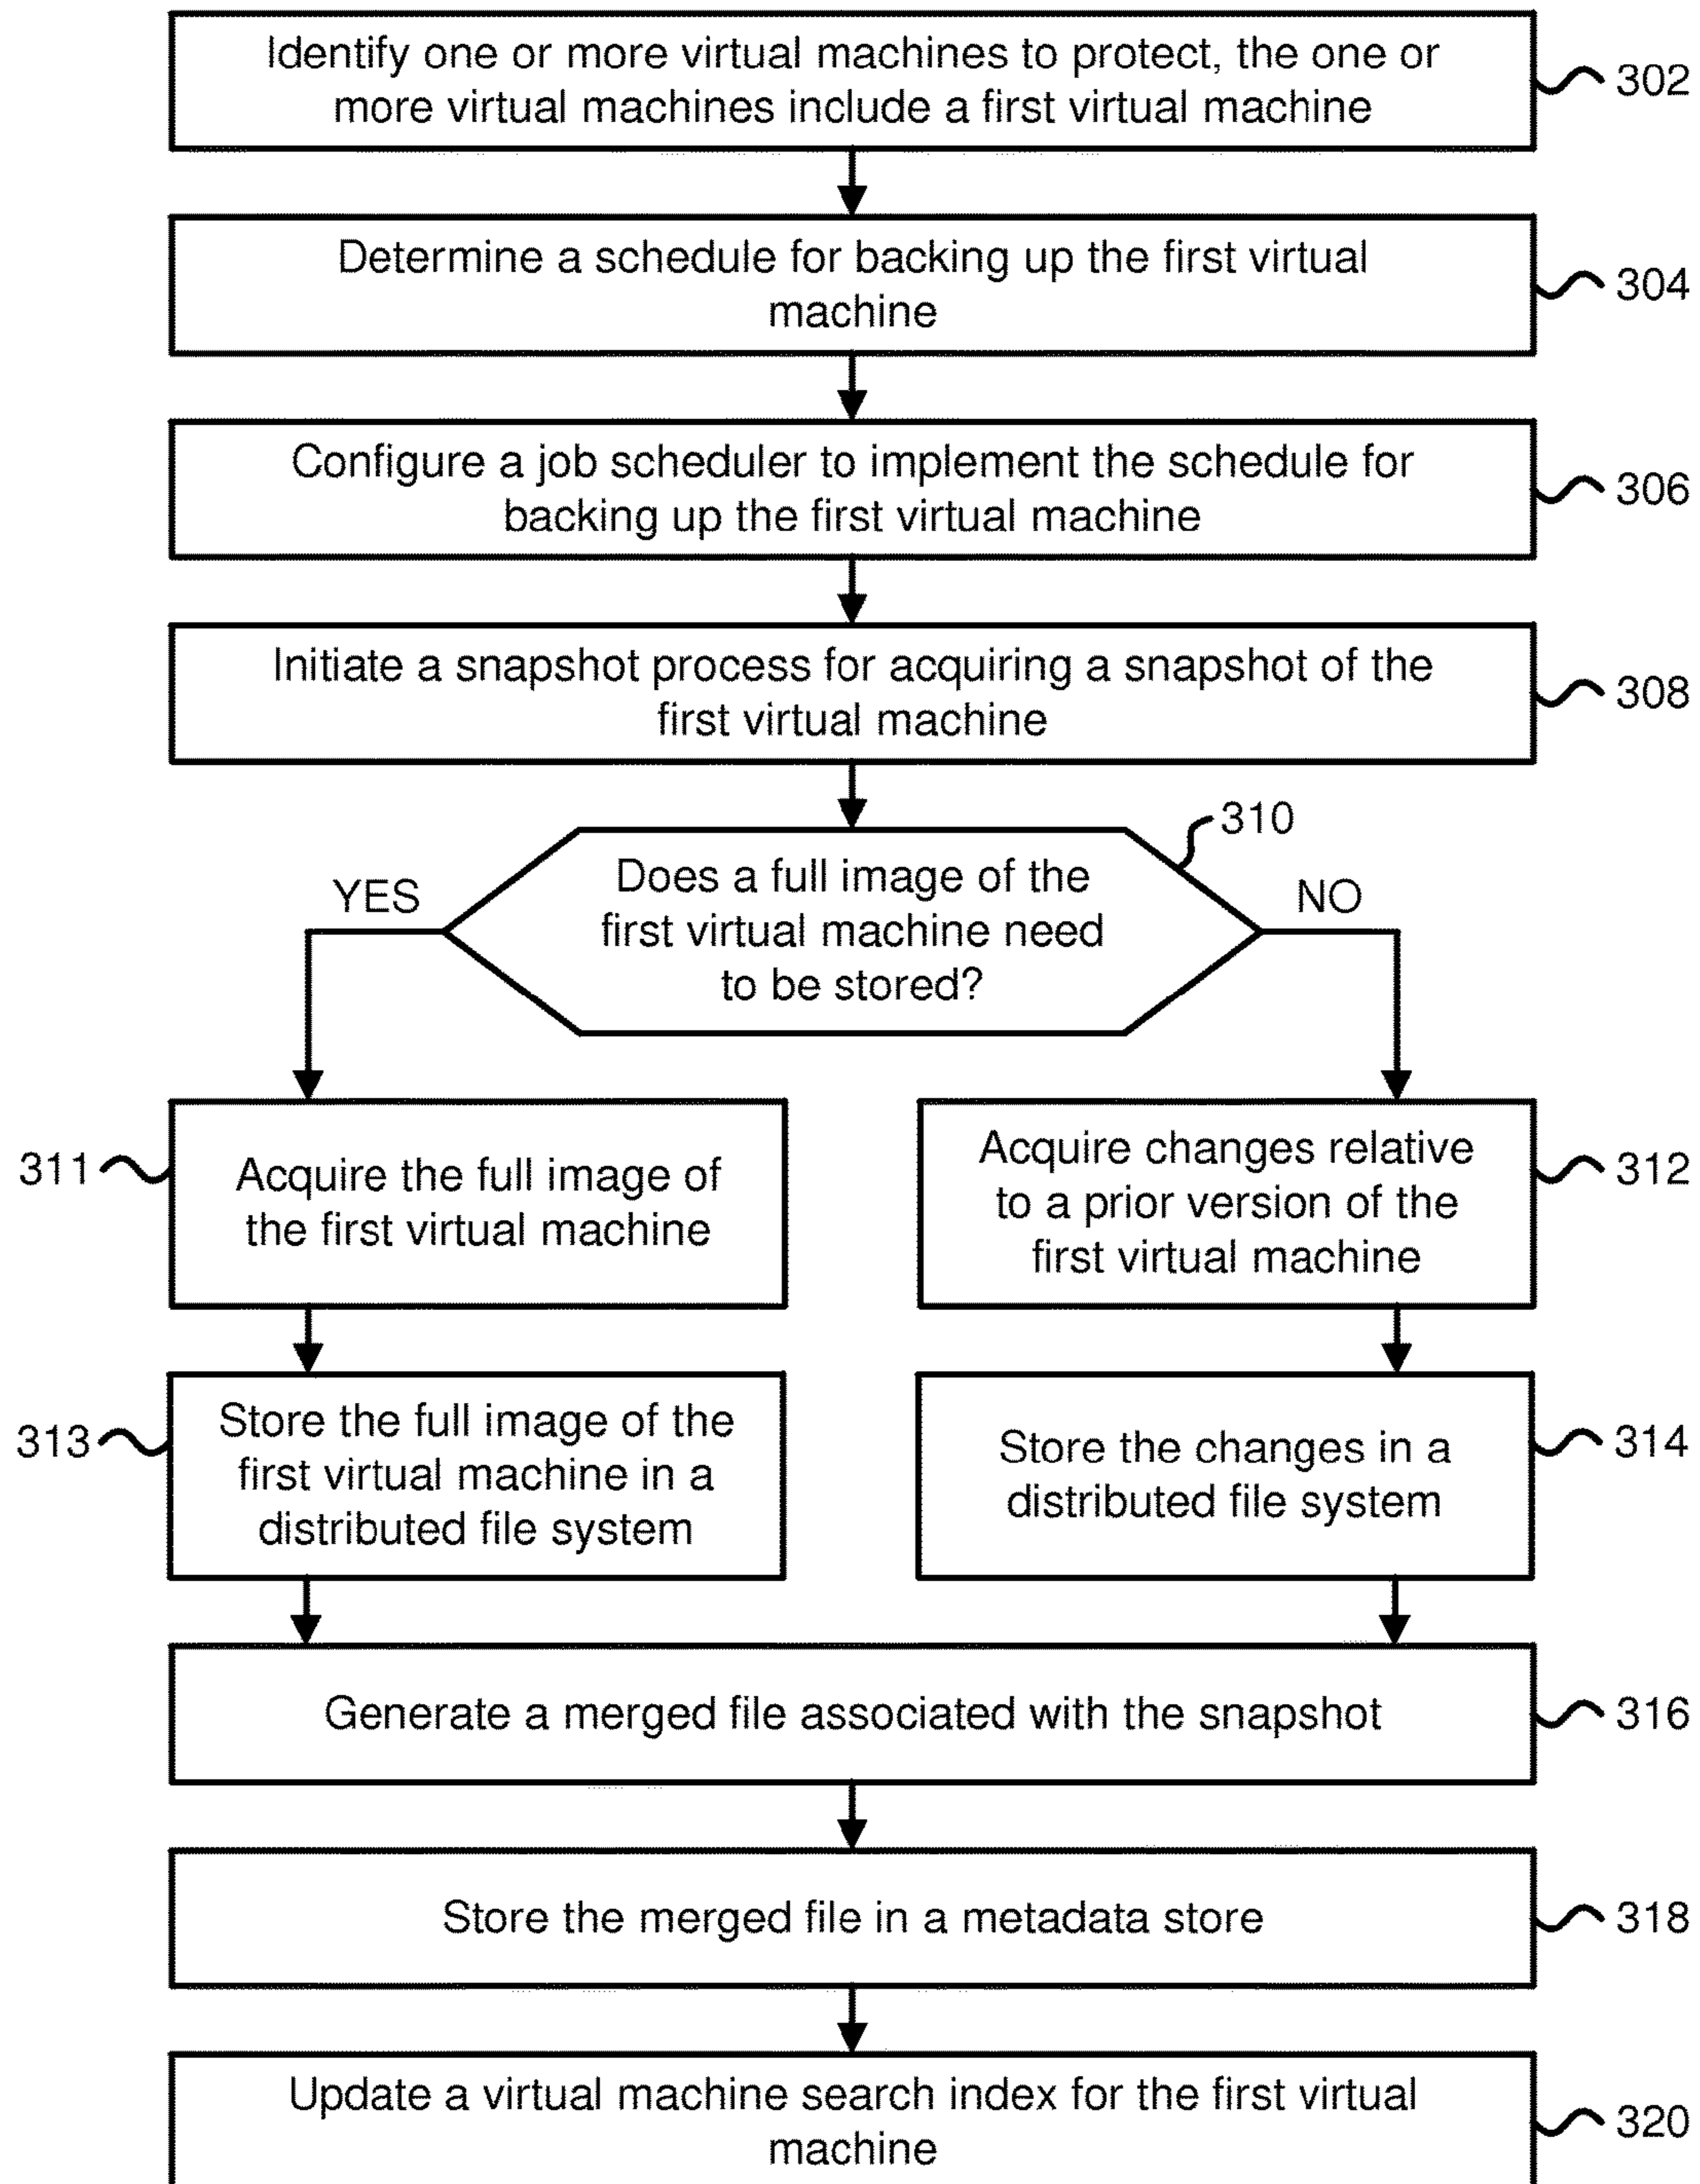 Identify one or more virtual machines to protect, the one or
more virtual machines include a first virtual machine
302
Determine a schedule for backing up the first virtual
machine
304
Configure a job scheduler to implement the schedule for
backing up the first virtual machine
306
Initiate a snapshot process for acquiring a snapshot of the
first virtual machine
308
310
Does a full image of the
first virtual machine need
to be stored?
YES
NO
311
Acquire the full image of
the first virtual machine
Acquire changes relative
to a prior version of the
first virtual machine
312
313
Store the full image of the
first virtual machine in a
distributed file system
Store the changes in a
distributed file system
314
Generate a merged file associated with the snapshot
316
Store the merged file in a metadata store
318
Update a virtual machine search index for the first virtual
machine
320